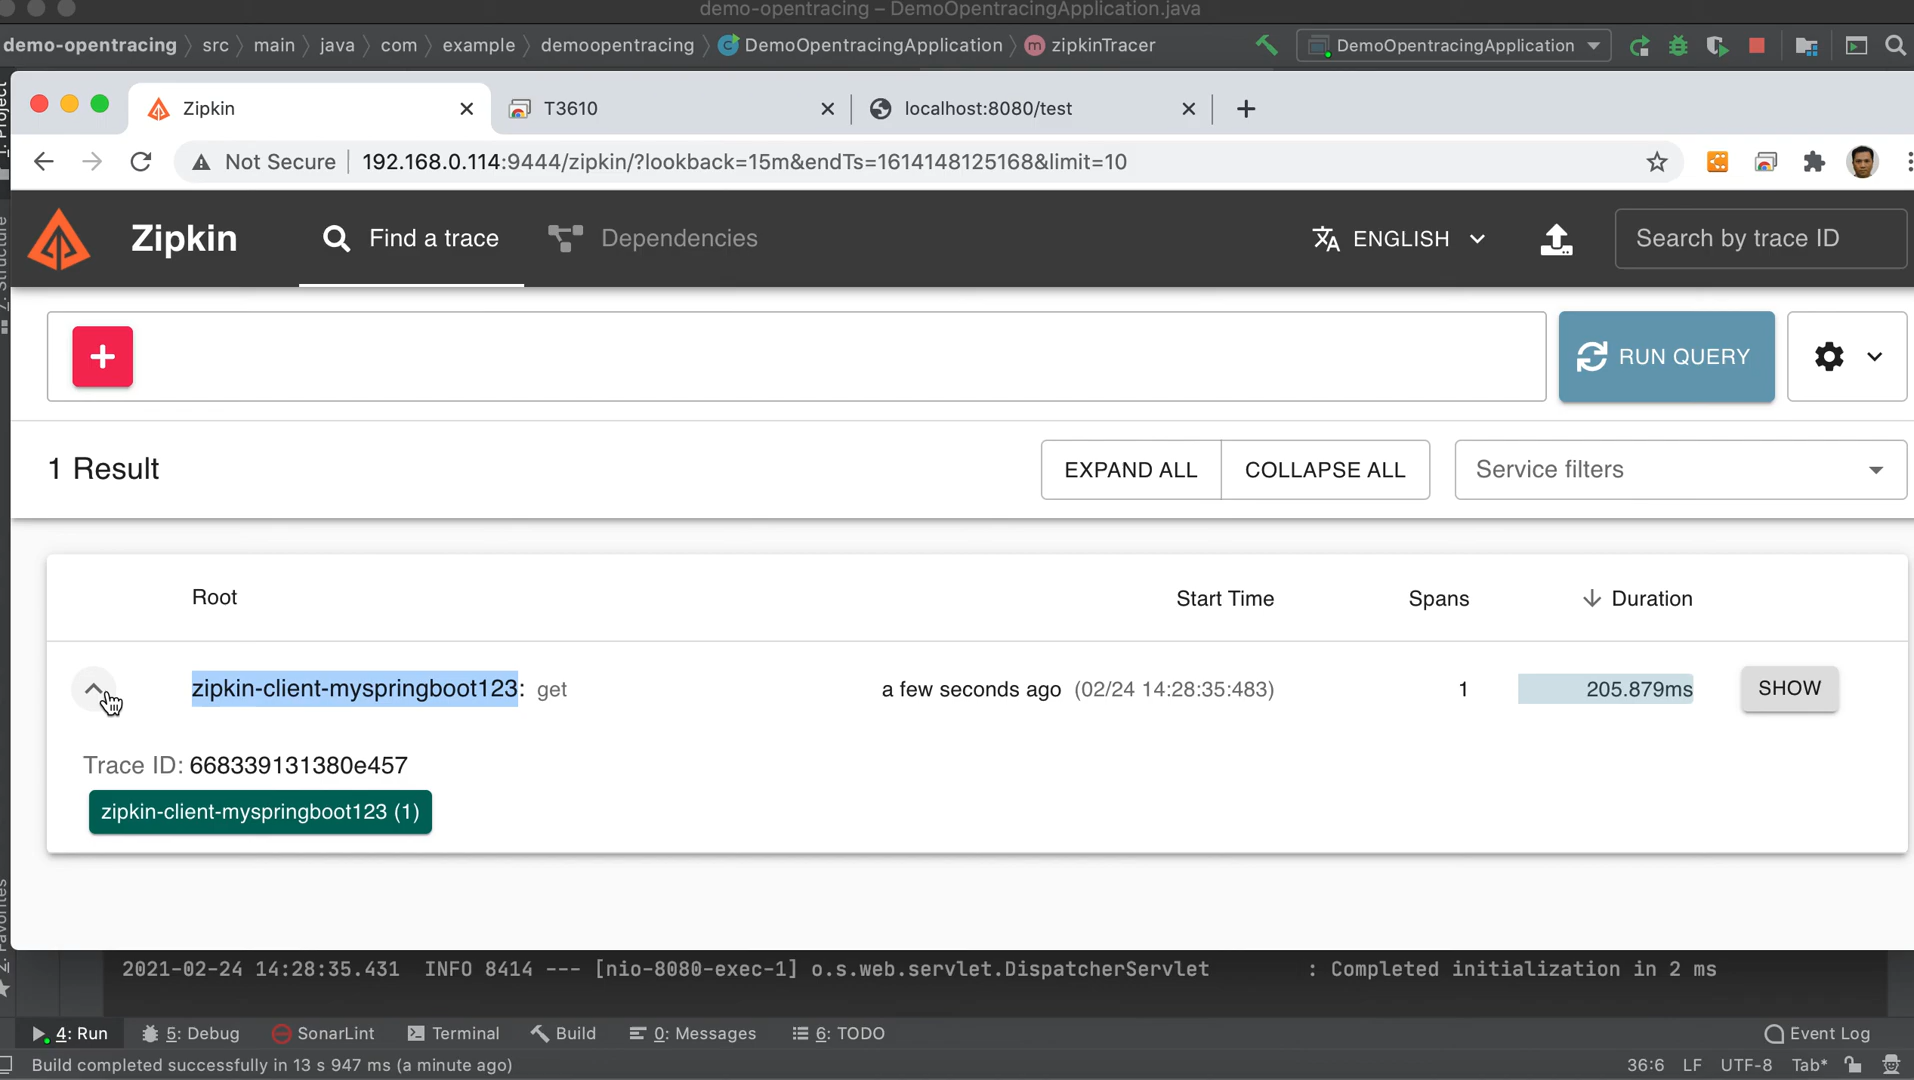 demo-opentracing – DemoOpentracingApplication.java
demo-opentracing src main java com example demoopentracing DemoOpentracingApplication zipkinTracer DemoOpentracingApplication
Zipkin T3610 localhost:8080/test
Not Secure 192.168.0.114:9444/zipkin/?lookback=15m&endTs=1614148125168&limit=10
Zipkin Find a trace Dependencies ENGLISH Search by trace ID
RUN QUERY
1 Result EXPAND ALL COLLAPSE ALL Service filters
Root Start Time Spans Duration
zipkin-client-myspringboot123: get a few seconds ago (02/24 14:28:35:483) 1 205.879ms SHOW
Trace ID: 668339131380e457
zipkin-client-myspringboot123 (1)
2021-02-24 14:28:35.431 INFO 8414 --- [nio-8080-exec-1] o.s.web.servlet.DispatcherServlet : Completed initialization in 2 ms
4: Run 5: Debug SonarLint Terminal Build 0: Messages 6: TODO Event Log
Build completed successfully in 13 s 947 ms (a minute ago) 36:6 LF UTF-8 Tab*